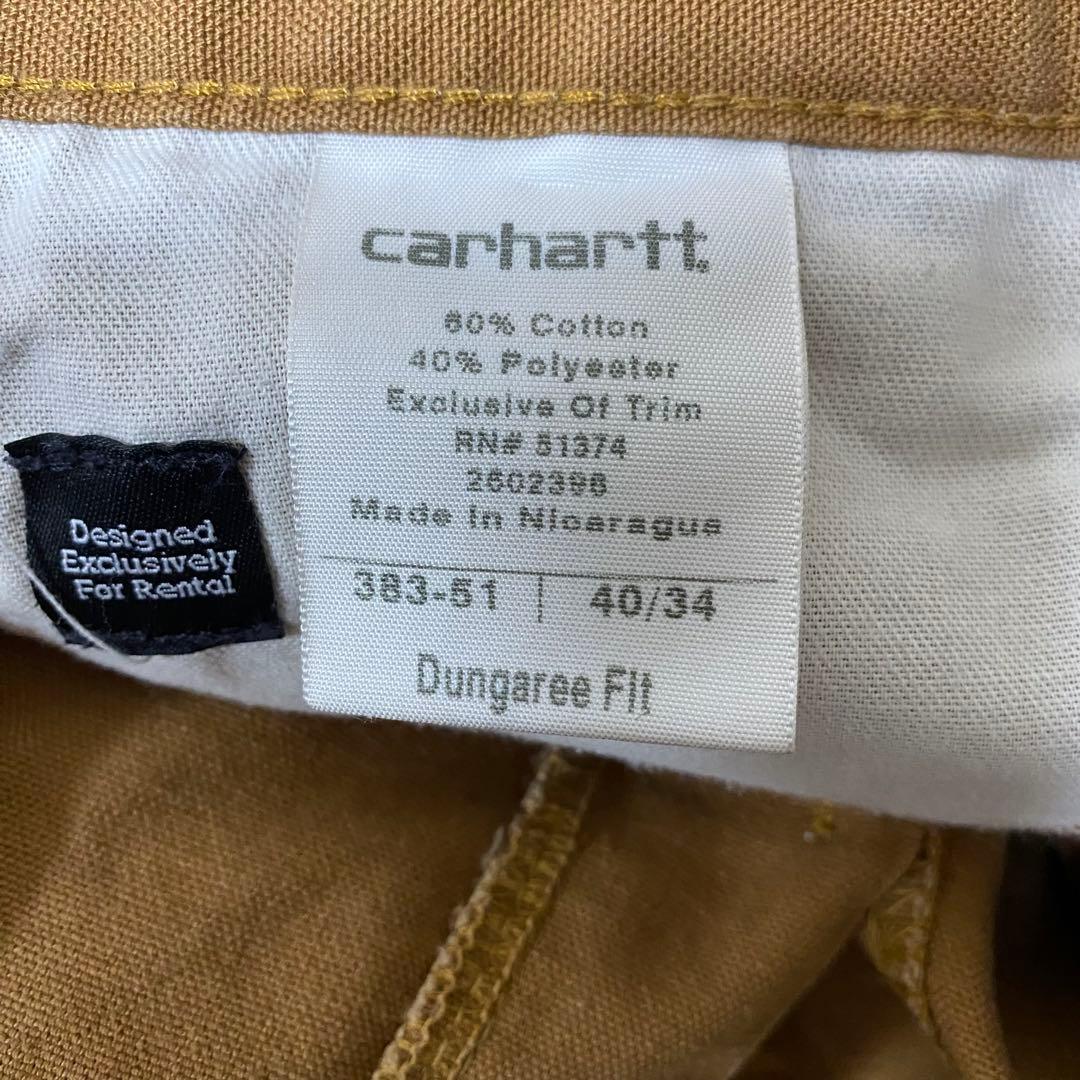 carhartt.
60% Cotton
40% Polyester
Exclusive Of Trim
RN# 51374
2602396
Made In Nicaragua
383-51 | 40/34
Dungaree Fit
Designed
Exclusively
For Rental